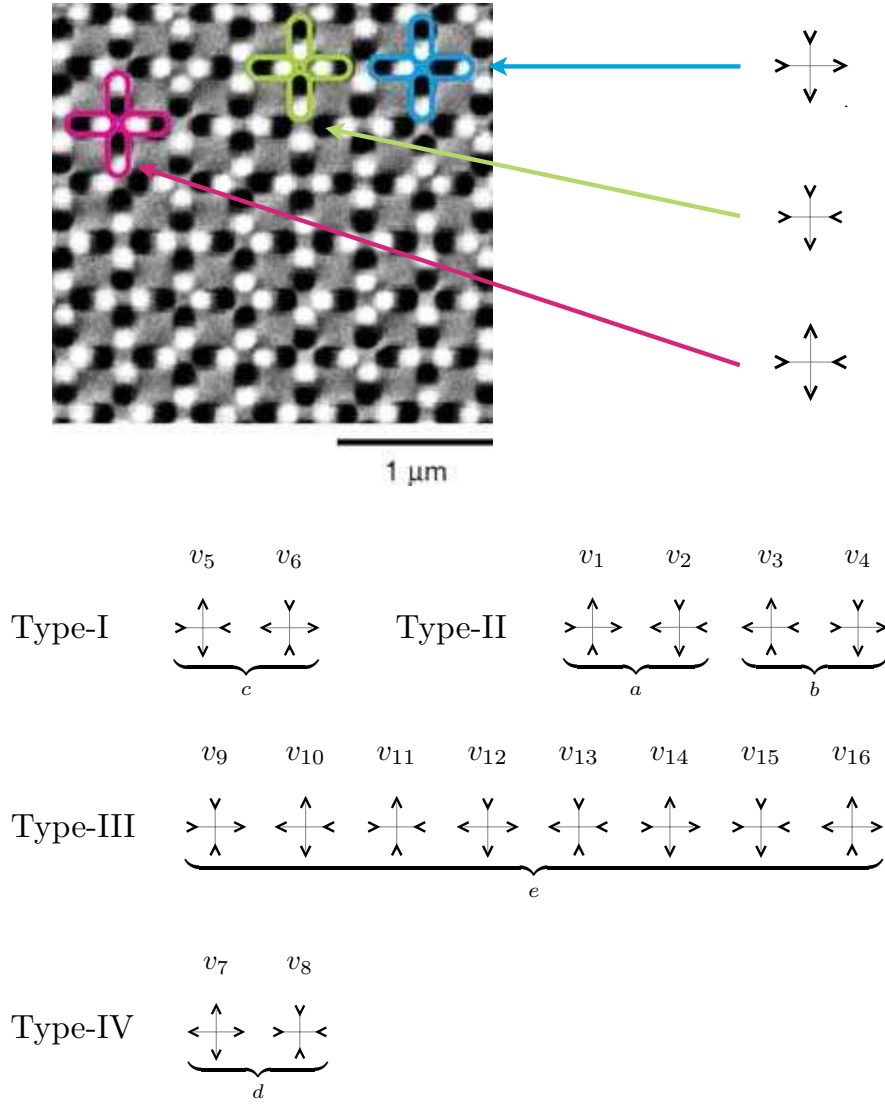 1 μm
v5 v6 v1 v2 v3 v4
Type-I Type-II
c a b
v9 v10 v11 v12 v13 v14 v15 v16
Type-III
e
v7 v8
Type-IV
d